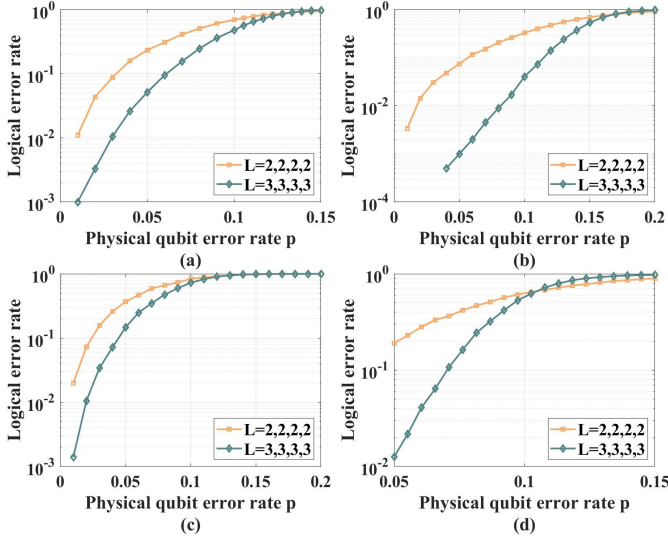 10^0
10^-1
10^-2
10^-3
Logical error rate
L=2,2,2,2
L=3,3,3,3
0
0.05
0.1
0.15
Physical qubit error rate p
(a)
10^0
10^-2
10^-4
Logical error rate
L=2,2,2,2
L=3,3,3,3
0
0.05
0.1
0.15
0.2
Physical qubit error rate p
(b)
10^0
10^-1
10^-2
10^-3
Logical error rate
L=2,2,2,2
L=3,3,3,3
0
0.05
0.1
0.15
0.2
Physical qubit error rate p
(c)
10^0
10^-1
10^-2
Logical error rate
L=2,2,2,2
L=3,3,3,3
0.05
0.1
0.15
Physical qubit error rate p
(d)